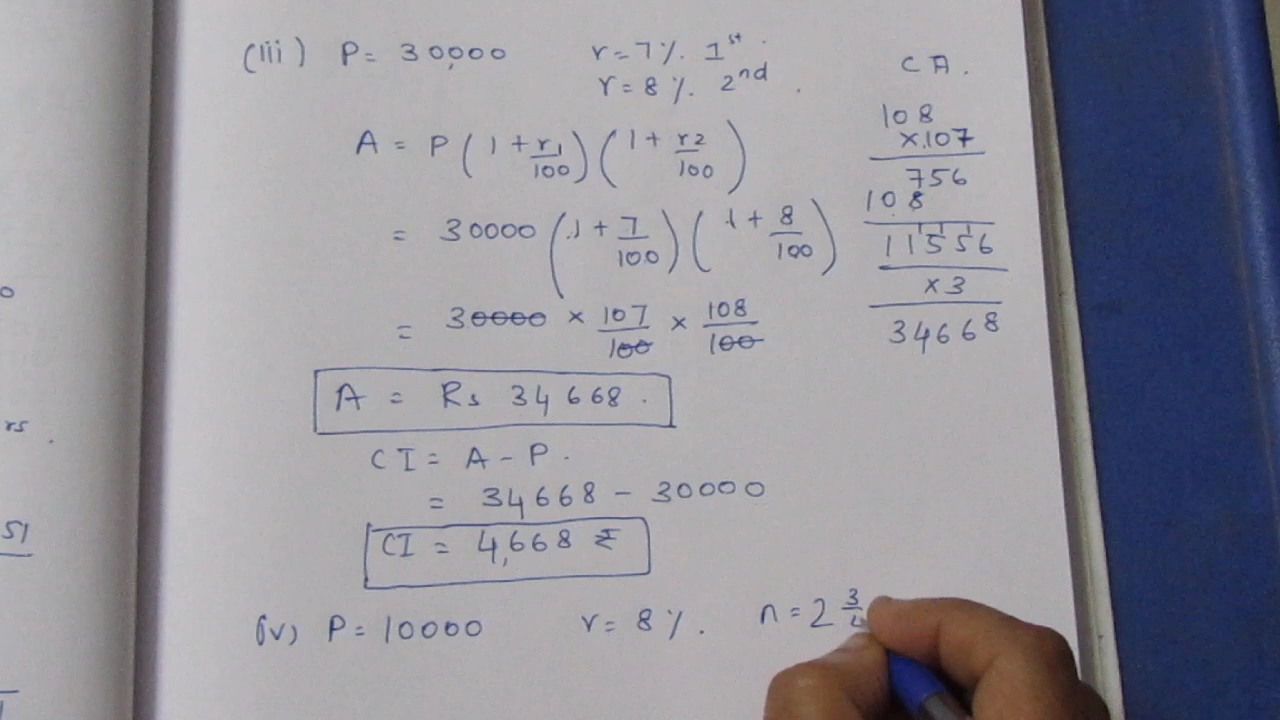 (iii) P = 30,000 r = 7 %. 1st.
r = 8 %. 2nd.
A = P ( 1 + r1/100 ) ( 1 + r2/100 )
= 30000 ( 1 + 7/100 ) ( 1 + 8/100 )
= 30000 × 107/100 × 108/100
A = Rs 34668.
CI = A - P.
= 34668 - 30000
CI = 4,668 ₹
(iv) P = 10000 r = 8 %. n = 2 3/4
CA.
108
×107
756
108
11556
×3
34668
rs.
51